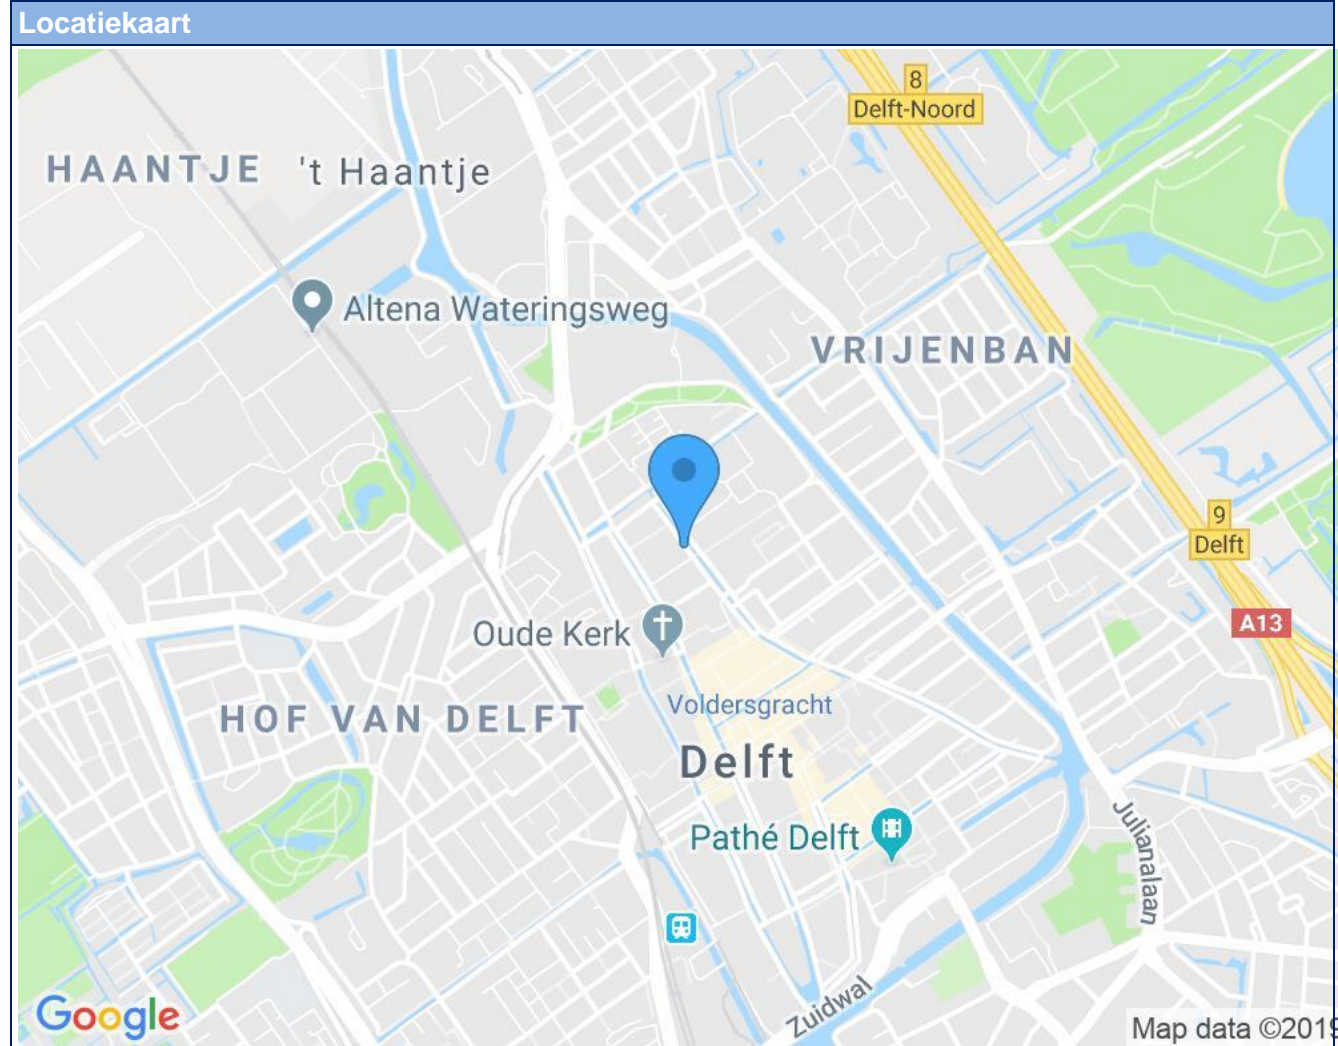 Locatiekaart
8
Delft-Noord
HAANTJE 't Haantje
Altena Wateringsweg
VRIJENBAN
9
Delft
A13
Oude Kerk
Voldersgracht
HOF VAN DELFT
Delft
Pathé Delft
Julianalaan
Zuidwal
Google
Map data ©2019